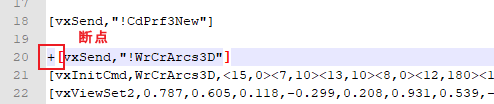 17
18 [vxSend,"!CdPrf3New"]
19 断点
20 +[vxSend,"!WrCrArcs3D"]
21 [vxInitCmd,WrCrArcs3D,<15,0><7,10><13,10><8,0><12,180><1
22 [vxViewSet2,0.787,0.605,0.118,-0.299,0.208,0.931,0.539,-